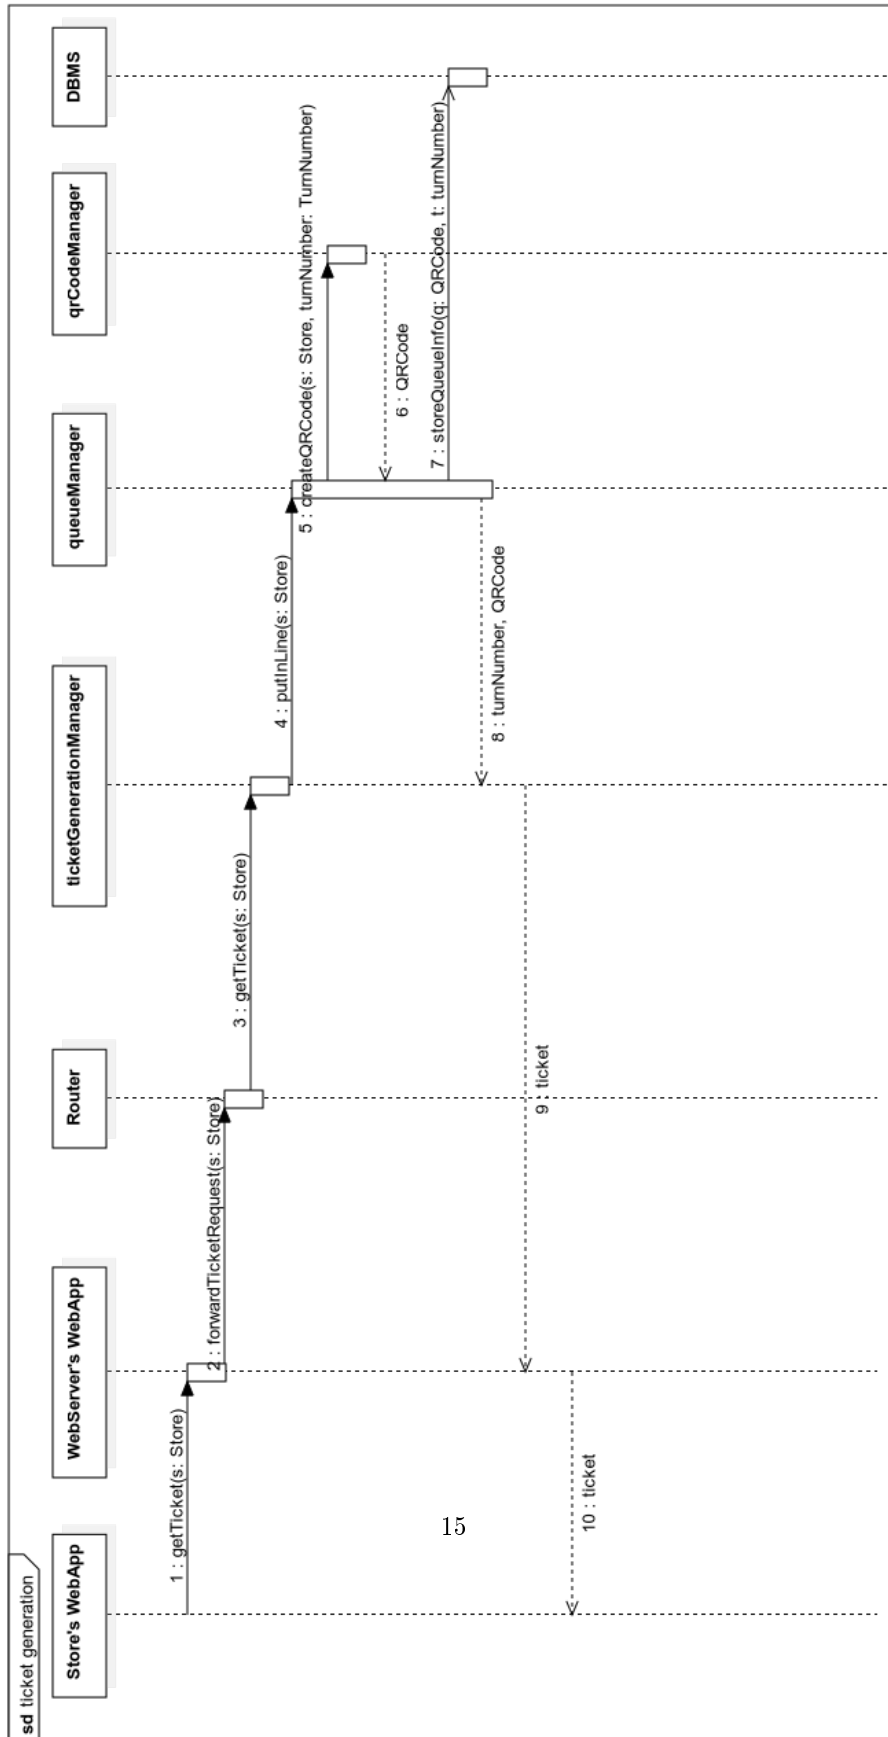 sd ticket generation
Store's WebApp
WebServer's WebApp
Router
ticketGenerationManager
queueManager
qrCodeManager
DBMS
1 : getTicket(s: Store)
2 : forwardTicketRequest(s: Store)
3 : getTicket(s: Store)
4 : putInLine(s: Store)
5 : createQRCode(s: Store, turnNumber: TurnNumber)
6 : QRCode
7 : storeQueueInfo(q: QRCode, t: turnNumber)
8 : turnNumber, QRCode
9 : ticket
10 : ticket
15